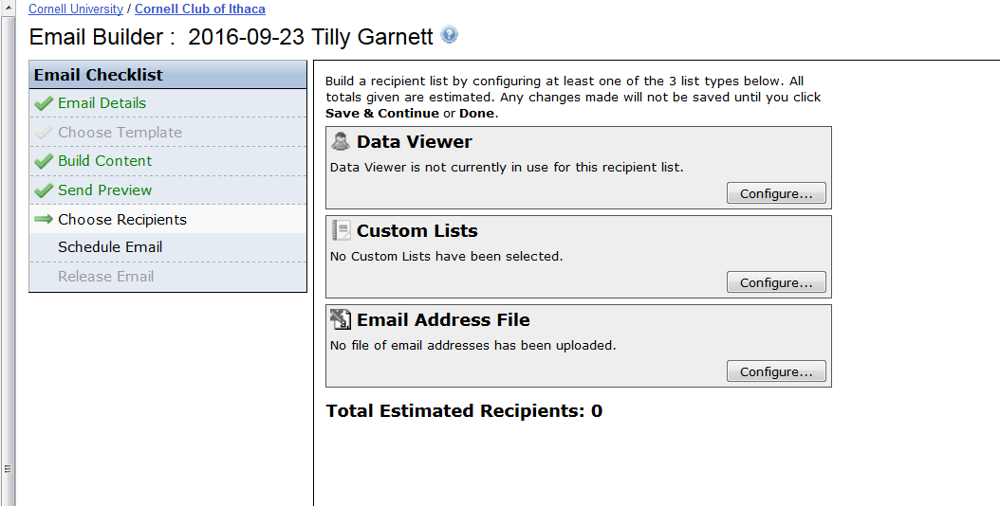 Cornell University / Cornell Club of Ithaca
Email Builder : 2016-09-23 Tilly Garnett
Email Checklist
Email Details
Choose Template
Build Content
Send Preview
Choose Recipients
Schedule Email
Release Email
Build a recipient list by configuring at least one of the 3 list types below. All
totals given are estimated. Any changes made will not be saved until you click
Save & Continue or Done.
Data Viewer
Data Viewer is not currently in use for this recipient list.
Configure...
Custom Lists
No Custom Lists have been selected.
Configure...
Email Address File
No file of email addresses has been uploaded.
Configure...
Total Estimated Recipients: 0